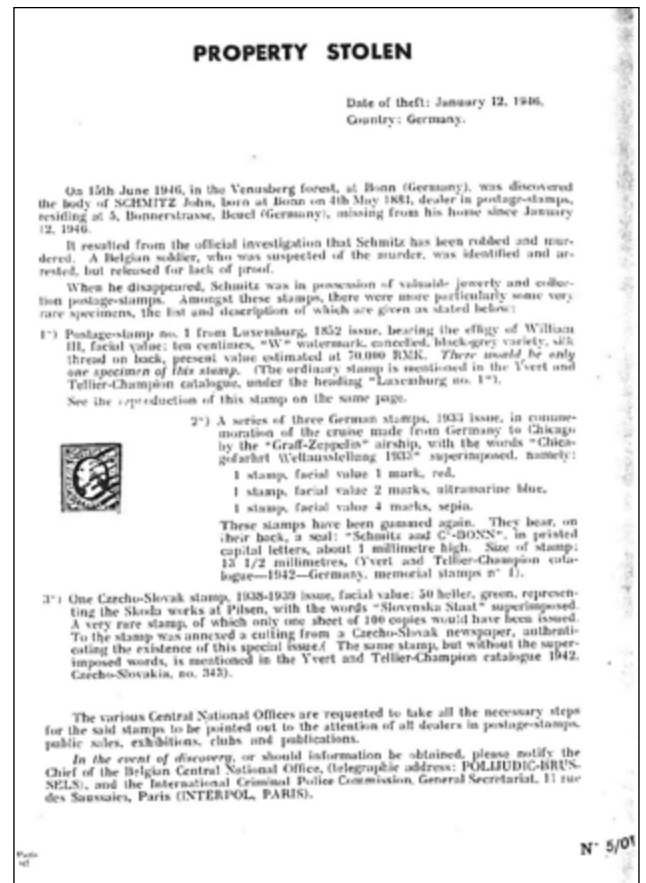 PROPERTY STOLEN
Date of theft: January 12, 1946.
Country: Germany.
On 15th June 1946, in the Venusberg forest, at Bonn (Germany), was discovered
the body of SCHMITZ John, born at Bonn on 4th May 1881, dealer in postage-stamps,
residing at 5, Bonnerstrasse, Beuel (Germany), missing from his home since January
12, 1946.
It resulted from the official investigation that Schmitz has been robbed and mur-
dered. A Belgian soldier, who was suspected of the murder, was identified and ar-
rested, but released for lack of proof.
When he disappeared, Schmitz was in possession of valuable jewerly and collec-
tion postage-stamps. Amongst these stamps, there were more particularly some very
rare specimens, the list and description of which are given as stated below:
1°) Postage-stamp no. 1 from Luxemburg, 1852 issue, bearing the effigy of William
III, facial value: ten centimes, "W" watermark, cancelled, black-grey variety, silk
thread on back, present value estimated at 70,000 RMK. There would be only
one specimen of this stamp. (The ordinary stamp is mentioned in the Yvert and
Tellier-Champion catalogue, under the heading "Luxemburg no. 1").
See the reproduction of this stamp on the same page.
2°) A series of three German stamps, 1933 issue, in comme-
moration of the cruise made from Germany to Chicago
by the "Graff-Zeppelin" airship, with the words "Chica-
gofarhrt Weltausstellung 1933" superimposed, namely:
1 stamp, facial value 1 mark, red,
1 stamp, facial value 2 marks, ultramarine blue,
1 stamp, facial value 4 marks, sepia.
These stamps have been gummed again. They bear, on
their back, a seal: "Schmitz and C°-BONN", in printed
capital letters, about 1 millimetre high. Size of stamp:
13 1/2 millimetres, (Yvert and Tellier-Champion cata-
logue—1942—Germany, memorial stamps n° 1).
3°) One Czecho-Slovak stamp, 1938-1939 issue, facial value: 50 heller, green, represen-
ting the Skoda works at Pilsen, with the words "Slovenska Staat" superimposed.
A very rare stamp, of which only one sheet of 100 copies would have been issued.
To the stamp was annexed a cutting from a Czecho-Slovak newspaper, authenti-
cating the existence of this special issue.( The same stamp, but without the super-
imposed words, is mentioned in the Yvert and Tellier-Champion catalogue 1942,
Czecho-Slovakia, no. 343).
The various Central National Offices are requested to take all the necessary steps
for the said stamps to be pointed out to the attention of all dealers in postage-stamps,
public sales, exhibitions, clubs and publications.
In the event of discovery, or should information be obtained, please notify the
Chief of the Belgian Central National Office, (telegraphic address: POLIJUDIC-BRUS-
SELS), and the International Criminal Police Commission, General Secretariat, 11 rue
des Saussaies, Paris (INTERPOL, PARIS).
N° 5/01